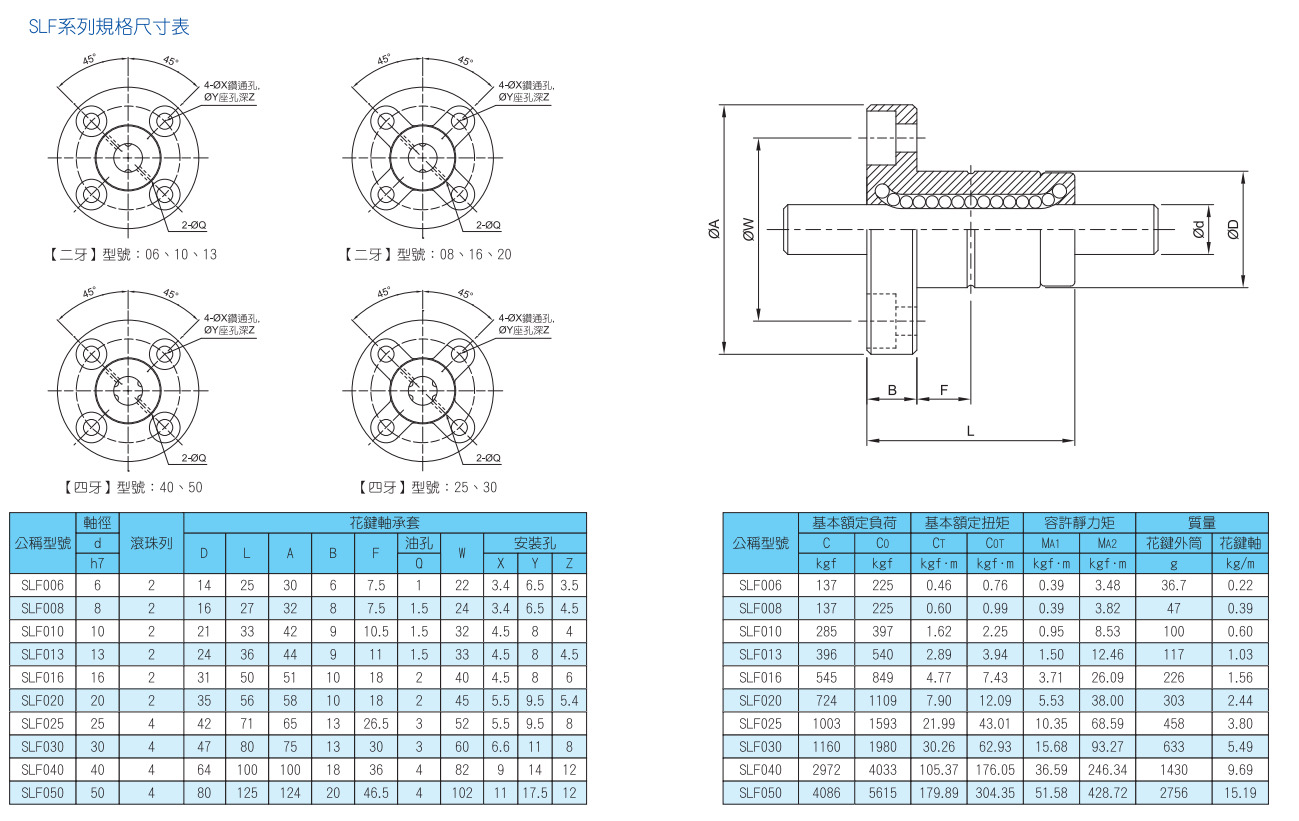 SLF系列規格尺寸表
45° 45°
4-ØX鑽通孔,
ØY座孔深Z
2-ØQ
【二牙】型號：06、10、13
45° 45°
4-ØX鑽通孔,
ØY座孔深Z
2-ØQ
【二牙】型號：08、16、20
45° 45°
4-ØX鑽通孔,
ØY座孔深Z
2-ØQ
【四牙】型號：40、50
45° 45°
4-ØX鑽通孔,
ØY座孔深Z
2-ØQ
【四牙】型號：25、30
ØA ØW Ød ØD
B F
L
公稱型號 軸徑 滾珠列 花鍵軸承套
d D L A B F 油孔 W 安裝孔
h7 Q X Y Z
SLF006 6 2 14 25 30 6 7.5 1 22 3.4 6.5 3.5
SLF008 8 2 16 27 32 8 7.5 1.5 24 3.4 6.5 4.5
SLF010 10 2 21 33 42 9 10.5 1.5 32 4.5 8 4
SLF013 13 2 24 36 44 9 11 1.5 33 4.5 8 4.5
SLF016 16 2 31 50 51 10 18 2 40 4.5 8 6
SLF020 20 2 35 56 58 10 18 2 45 5.5 9.5 5.4
SLF025 25 4 42 71 65 13 26.5 3 52 5.5 9.5 8
SLF030 30 4 47 80 75 13 30 3 60 6.6 11 8
SLF040 40 4 64 100 100 18 36 4 82 9 14 12
SLF050 50 4 80 125 124 20 46.5 4 102 11 17.5 12
公稱型號 基本額定負荷 基本額定扭矩 容許靜力矩 質量
C C0 CT C0T MA1 MA2 花鍵外筒 花鍵軸
kgf kgf kgf·m kgf·m kgf·m kgf·m g kg/m
SLF006 137 225 0.46 0.76 0.39 3.48 36.7 0.22
SLF008 137 225 0.60 0.99 0.39 3.82 47 0.39
SLF010 285 397 1.62 2.25 0.95 8.53 100 0.60
SLF013 396 540 2.89 3.94 1.50 12.46 117 1.03
SLF016 545 849 4.77 7.43 3.71 26.09 226 1.56
SLF020 724 1109 7.90 12.09 5.53 38.00 303 2.44
SLF025 1003 1593 21.99 43.01 10.35 68.59 458 3.80
SLF030 1160 1980 30.26 62.93 15.68 93.27 633 5.49
SLF040 2972 4033 105.37 176.05 36.59 246.34 1430 9.69
SLF050 4086 5615 179.89 304.35 51.58 428.72 2756 15.19